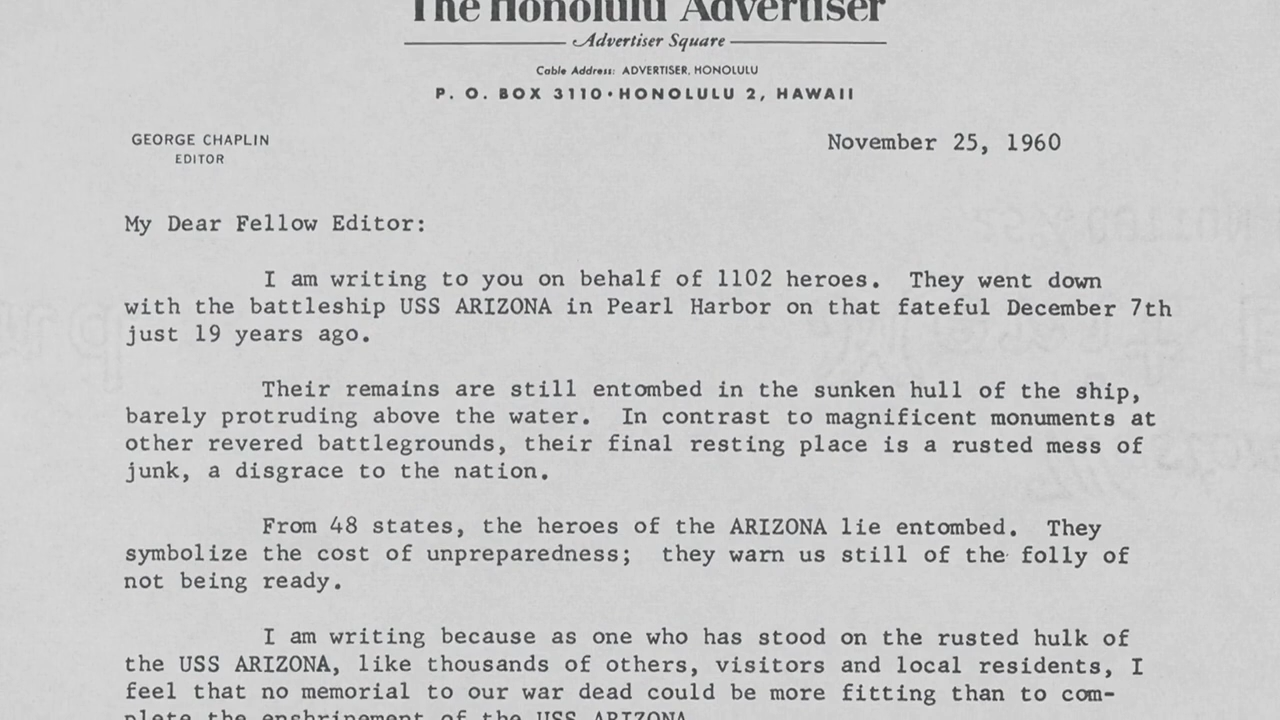 The Honolulu Advertiser
Advertiser Square
Cable Address: ADVERTISER, HONOLULU
P. O. BOX 3110 • HONOLULU 2, HAWAII
GEORGE CHAPLIN
EDITOR
November 25, 1960
My Dear Fellow Editor:
I am writing to you on behalf of 1102 heroes. They went down
with the battleship USS ARIZONA in Pearl Harbor on that fateful December 7th
just 19 years ago.
Their remains are still entombed in the sunken hull of the ship,
barely protruding above the water. In contrast to magnificent monuments at
other revered battlegrounds, their final resting place is a rusted mess of
junk, a disgrace to the nation.
From 48 states, the heroes of the ARIZONA lie entombed. They
symbolize the cost of unpreparedness; they warn us still of the folly of
not being ready.
I am writing because as one who has stood on the rusted hulk of
the USS ARIZONA, like thousands of others, visitors and local residents, I
feel that no memorial to our war dead could be more fitting than to com-
plete the enshrinement of the USS ARIZONA